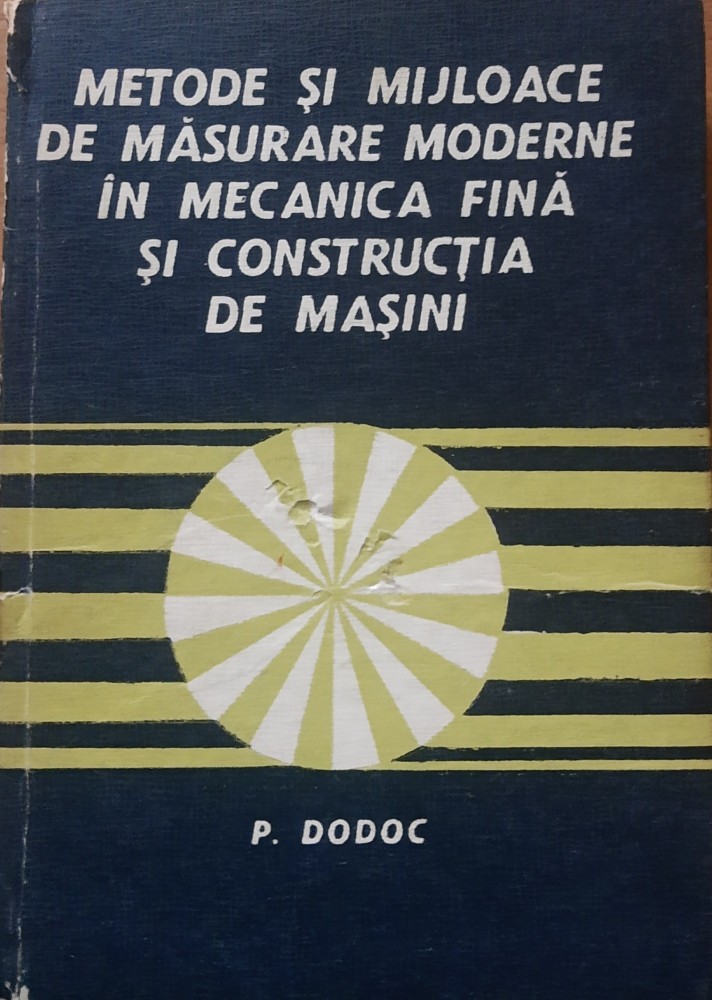 METODE ŞI MIJLOACE
DE MĂSURARE MODERNE
ÎN MECANICA FINĂ
ŞI CONSTRUCŢIA
DE MAŞINI
P. DODOC